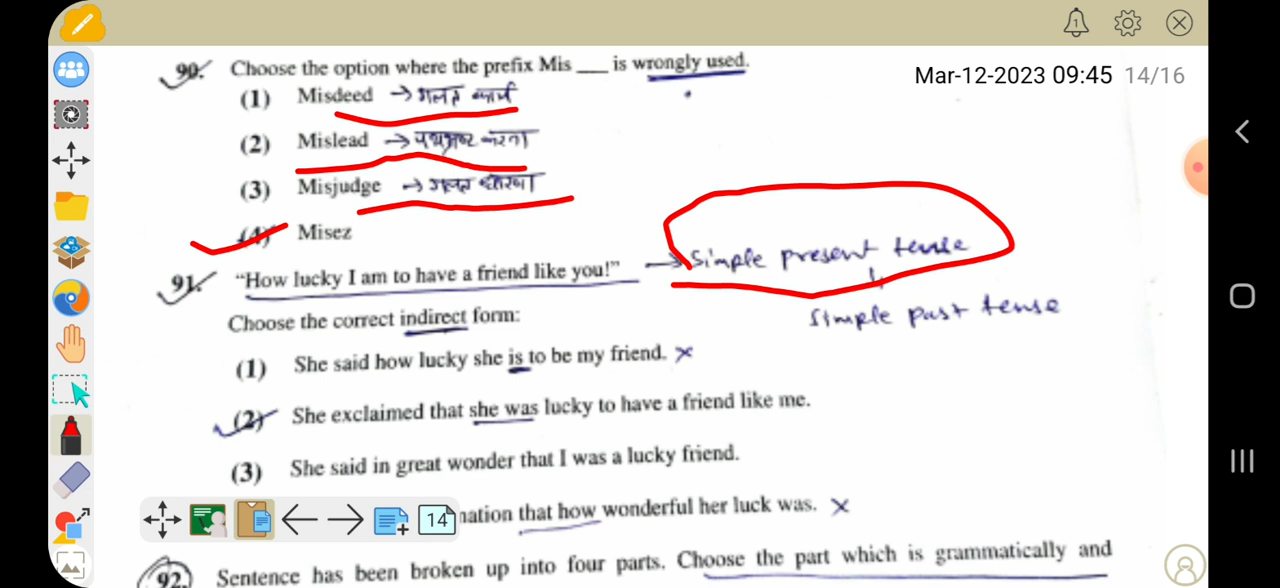 1
Mar-12-2023 09:45 14/16
90. Choose the option where the prefix Mis ___ is wrongly used.
(1) Misdeed → गलत कार्य
(2) Mislead → पथभ्रष्ट करना
(3) Misjudge → गलत
(4) Misez
91. "How lucky I am to have a friend like you!" → Simple present tense
Simple past tense
Choose the correct indirect form:
(1) She said how lucky she is to be my friend. ×
(2) She exclaimed that she was lucky to have a friend like me.
(3) She said in great wonder that I was a lucky friend.
14
nation that how wonderful her luck was. ×
92. Sentence has been broken up into four parts. Choose the part which is grammatically and